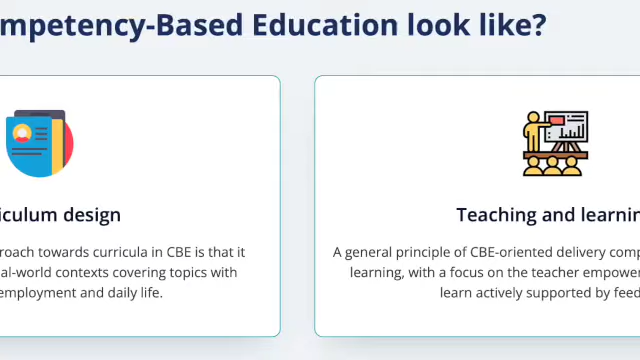 mpetency-Based Education look like?
iculum design
roach towards curricula in CBE is that it
al-world contexts covering topics with
employment and daily life.
Teaching and learnin
A general principle of CBE-oriented delivery comp
learning, with a focus on the teacher empower
learn actively supported by feed